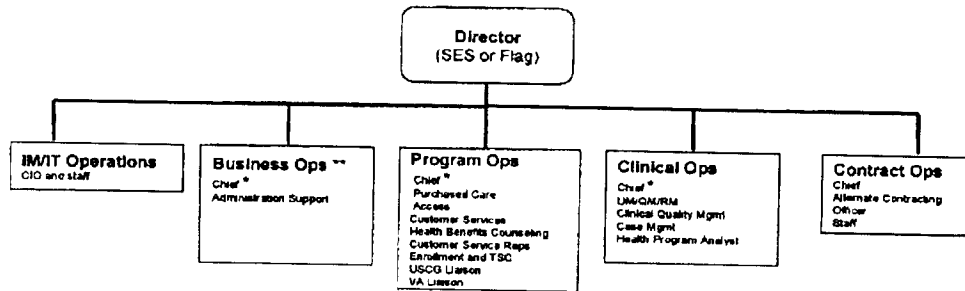 Director
(SES or Flag)
IM/IT Operations
CIO and staff
Business Ops **
Chief *
Administration Support
Program Ops
Chief *
Purchased Care
Access
Customer Services
Health Benefits Counseling
Customer Service Reps
Enrollment and TSC
USCG Liaison
VA Liaison
Clinical Ops
Chief *
UM/QM/RM
Clinical Quality Mgmt
Case Mgmt
Health Program Analyst
Contract Ops
Chief
Alternate Contracting
Officer
Staff